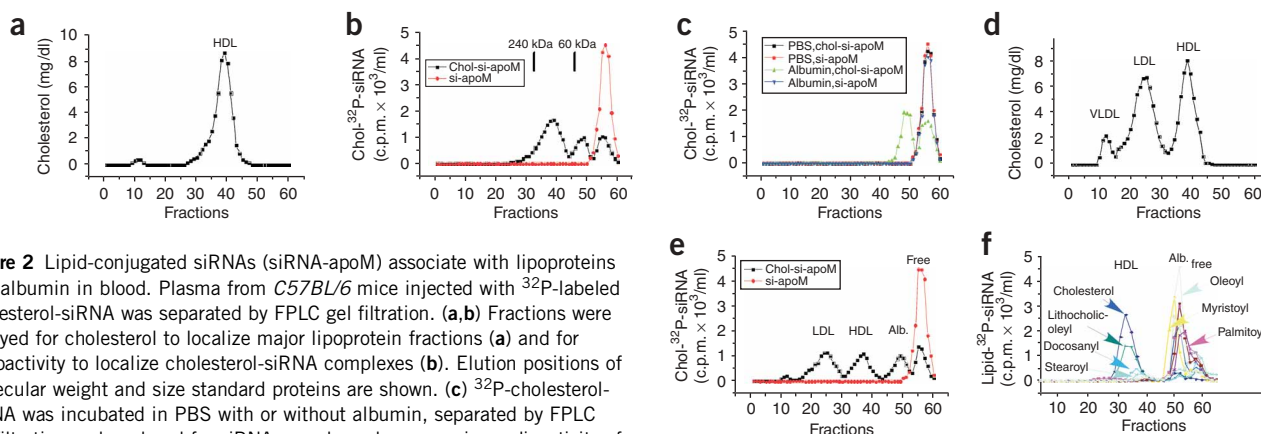 a
Cholesterol (mg/dl)
10
8
6
4
2
0
HDL
0 10 20 30 40 50 60
Fractions
b
Chol-³²P-siRNA
(c.p.m. × 10³/ml)
5
4
3
2
1
0
240 kDa 60 kDa
Chol-si-apoM
si-apoM
0 10 20 30 40 50 60
Fractions
c
Chol-³²P-siRNA
(c.p.m. × 10³/ml)
5
4
3
2
1
0
PBS,chol-si-apoM
PBS,si-apoM
Albumin,chol-si-apoM
Albumin,si-apoM
0 10 20 30 40 50 60
Fractions
d
Cholesterol (mg/dl)
8
6
4
2
0
VLDL
LDL
HDL
0 10 20 30 40 50 60
Fractions
re 2 Lipid-conjugated siRNAs (siRNA-apoM) associate with lipoproteins
albumin in blood. Plasma from C57BL/6 mice injected with ³²P-labeled
esterol-siRNA was separated by FPLC gel filtration. (a,b) Fractions were
yed for cholesterol to localize major lipoprotein fractions (a) and for
oactivity to localize cholesterol-siRNA complexes (b). Elution positions of
ecular weight and size standard proteins are shown. (c) ³²P-cholesterol-
NA was incubated in PBS with or without albumin, separated by FPLC
e
Chol-³²P-siRNA
(c.p.m. × 10³/ml)
5
4
3
2
1
0
Chol-si-apoM
si-apoM
LDL HDL Alb. Free
0 10 20 30 40 50 60
Fractions
f
Lipid-³²P-siRNA
(c.p.m. × 10³/ml)
5
4
3
2
1
0
HDL
Alb. free
Cholesterol
Lithocholic-
oleyl
Docosanyl
Stearoyl
Oleoyl
Myristoyl
Palmitoy
0 10 20 30 40 50 60
Fractions